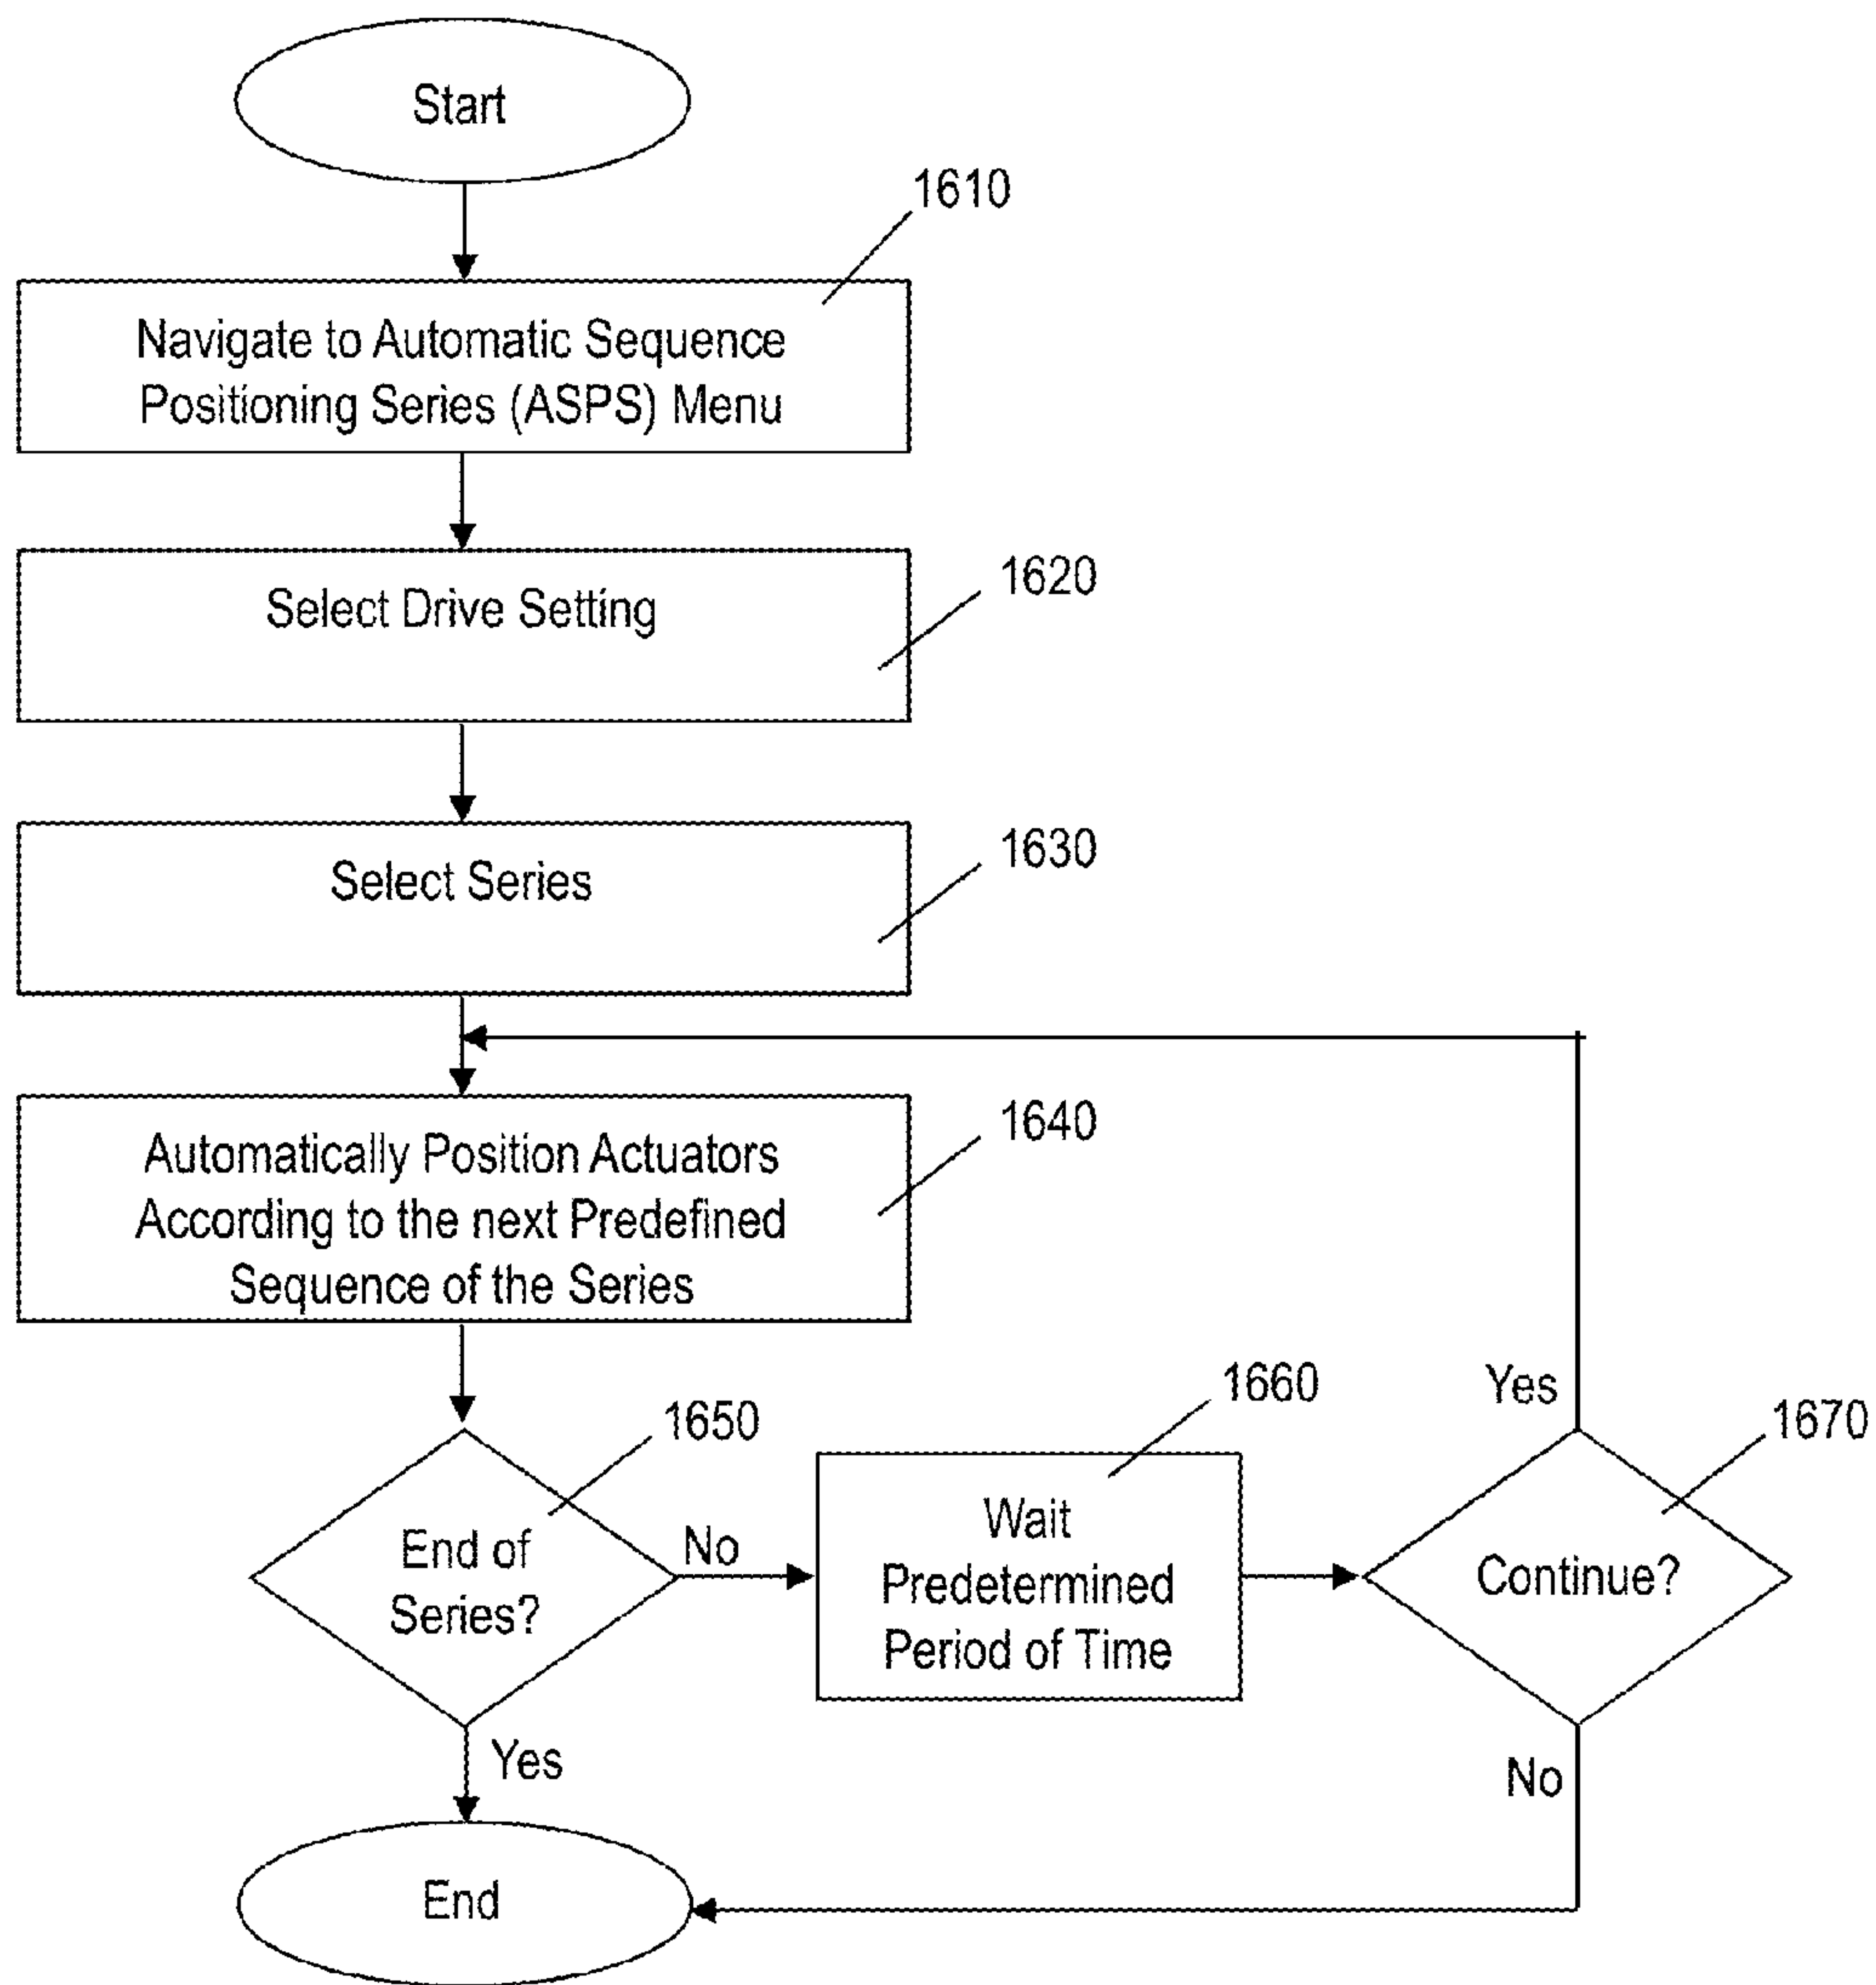 Start
1610
Navigate to Automatic Sequence
Positioning Series (ASPS) Menu
1620
Select Drive Setting
1630
Select Series
1640
Automatically Position Actuators
According to the next Predefined
Sequence of the Series
1650
End of
Series?
No
1660
Wait
Predetermined
Period of Time
Yes
1670
Continue?
Yes
No
End